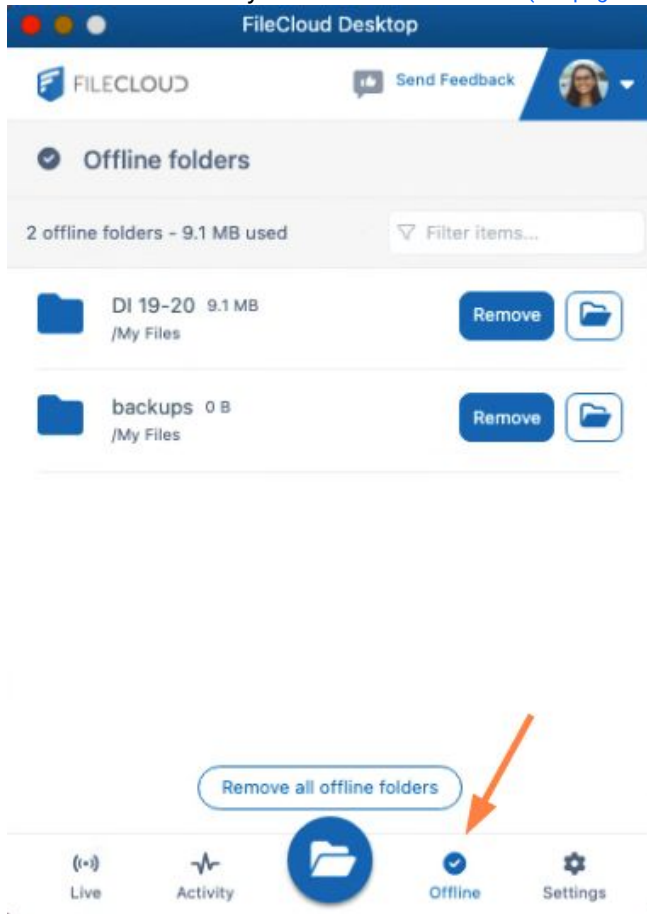 FileCloud Desktop
FILECLOUD
Send Feedback
Offline folders
2 offline folders - 9.1 MB used
Filter items...
DI 19-20 9.1 MB
/My Files
Remove
backups 0 B
/My Files
Remove
Remove all offline folders
Live
Activity
Offline
Settings